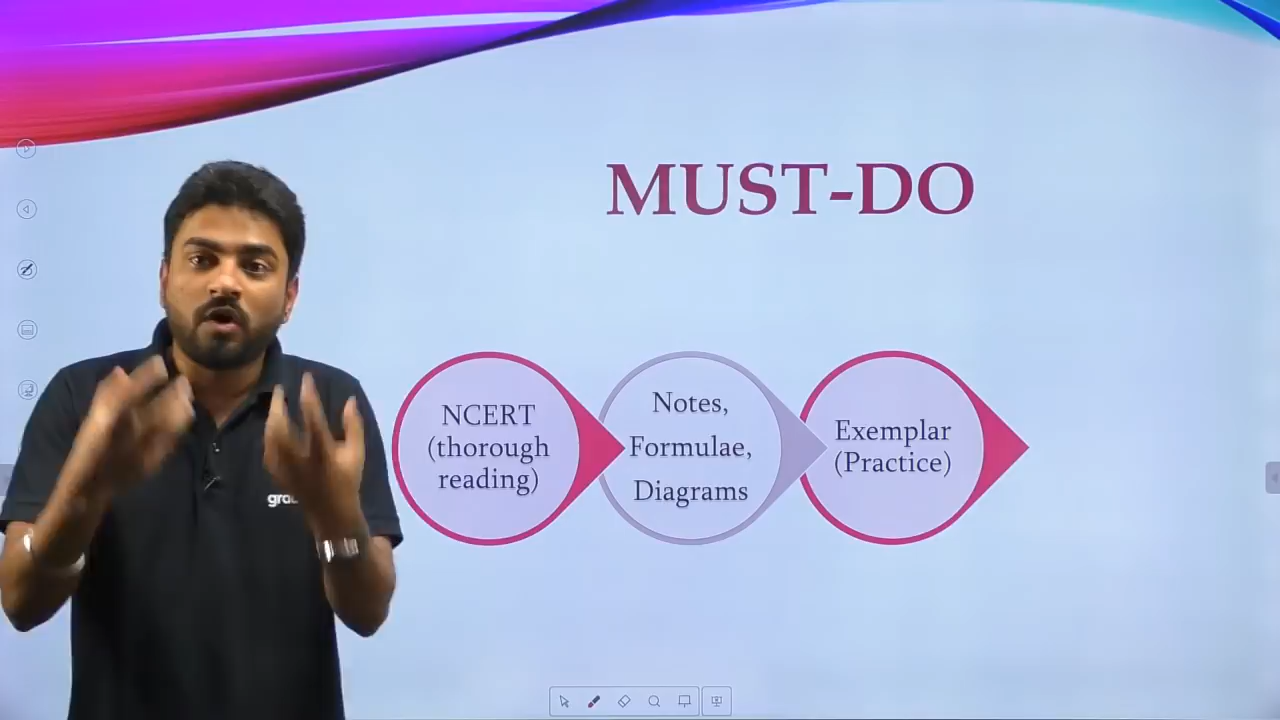 MUST-DO
NCERT
(thorough
reading)
Notes,
Formulae,
Diagrams
Exemplar
(Practice)